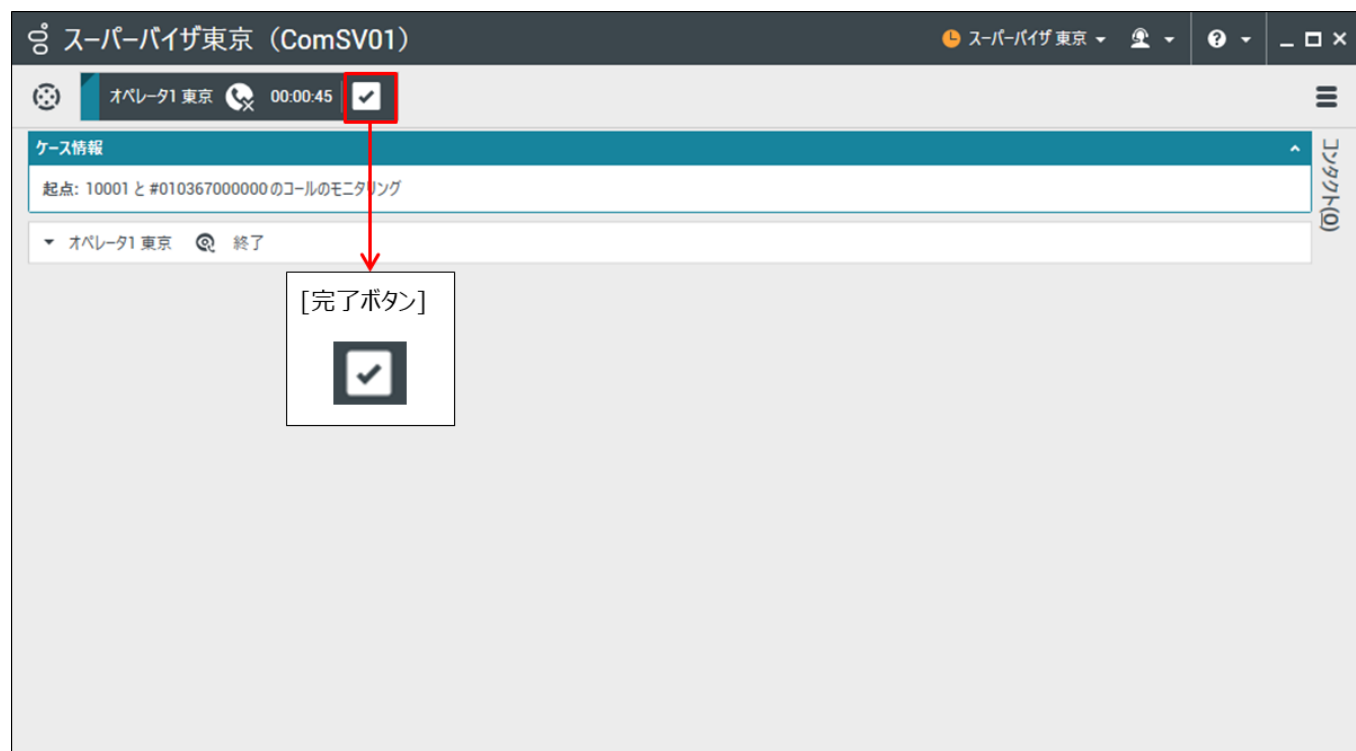 スーパーバイザ東京（ComSV01）
スーパーバイザ 東京
オペレータ1 東京 00:00:45
ケース情報
起点: 10001 と #010367000000 のコールのモニタリング
コンタクト(O)
オペレータ1 東京 終了
[完了ボタン]